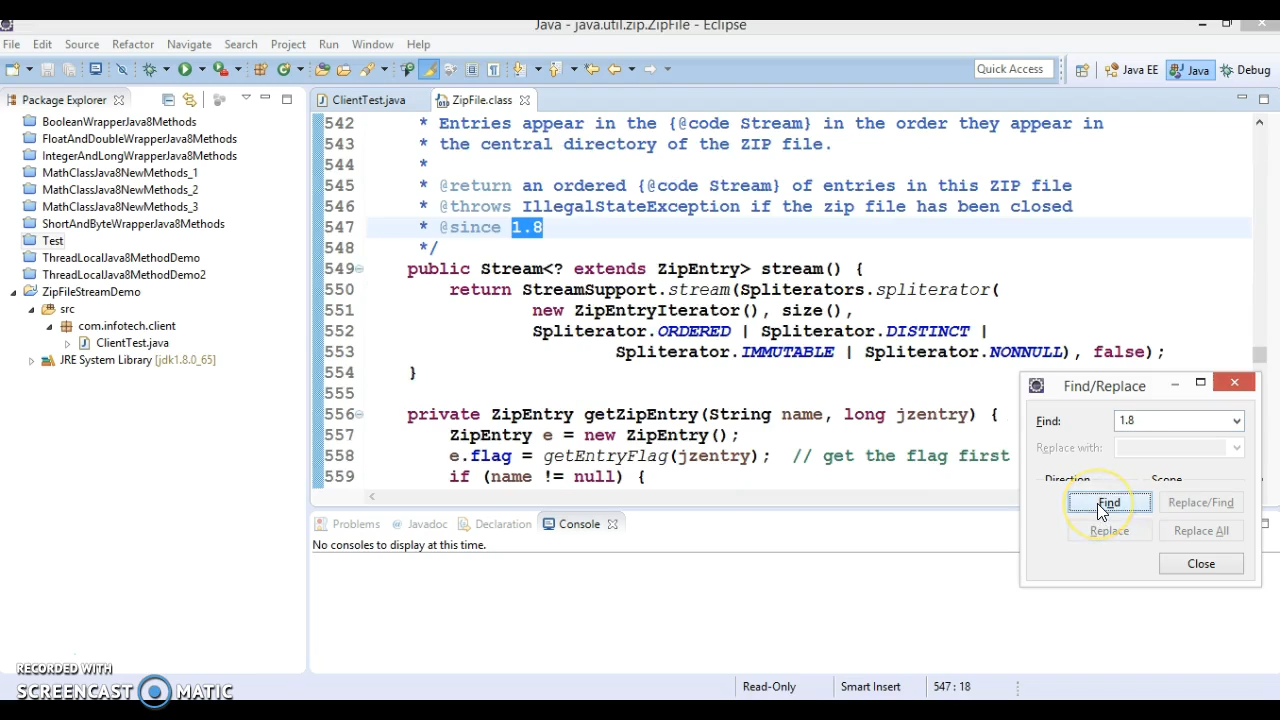 Java - java.util.zip.ZipFile - Eclipse
File Edit Source Refactor Navigate Search Project Run Window Help
Quick Access Java EE Java Debug
Package Explorer
BooleanWrapperJava8Methods
FloatAndDoubleWrapperJava8Methods
IntegerAndLongWrapperJava8Methods
MathClassJava8NewMethods_1
MathClassJava8NewMethods_2
MathClassJava8NewMethods_3
ShortAndByteWrapperJava8Methods
Test
ThreadLocalJava8MethodDemo
ThreadLocalJava8MethodDemo2
ZipFileStreamDemo
src
com.infotech.client
ClientTest.java
JRE System Library [jdk1.8.0_65]
ClientTest.java ZipFile.class
542 * Entries appear in the {@code Stream} in the order they appear in
543 * the central directory of the ZIP file.
544 *
545 * @return an ordered {@code Stream} of entries in this ZIP file
546 * @throws IllegalStateException if the zip file has been closed
547 * @since 1.8
548 */
549 public Stream<? extends ZipEntry> stream() {
550 return StreamSupport.stream(Spliterators.spliterator(
551 new ZipEntryIterator(), size(),
552 Spliterator.ORDERED | Spliterator.DISTINCT |
553 Spliterator.IMMUTABLE | Spliterator.NONNULL), false);
554 }
555
556 private ZipEntry getZipEntry(String name, long jzentry) {
557 ZipEntry e = new ZipEntry();
558 e.flag = getEntryFlag(jzentry); // get the flag first
559 if (name != null) {
Find/Replace
Find: 1.8
Replace with:
Direction Scope
Find Replace/Find
Replace Replace All
Close
Problems Javadoc Declaration Console
No consoles to display at this time.
Read-Only Smart Insert 547 : 18
RECORDED WITH
SCREENCAST MATIC